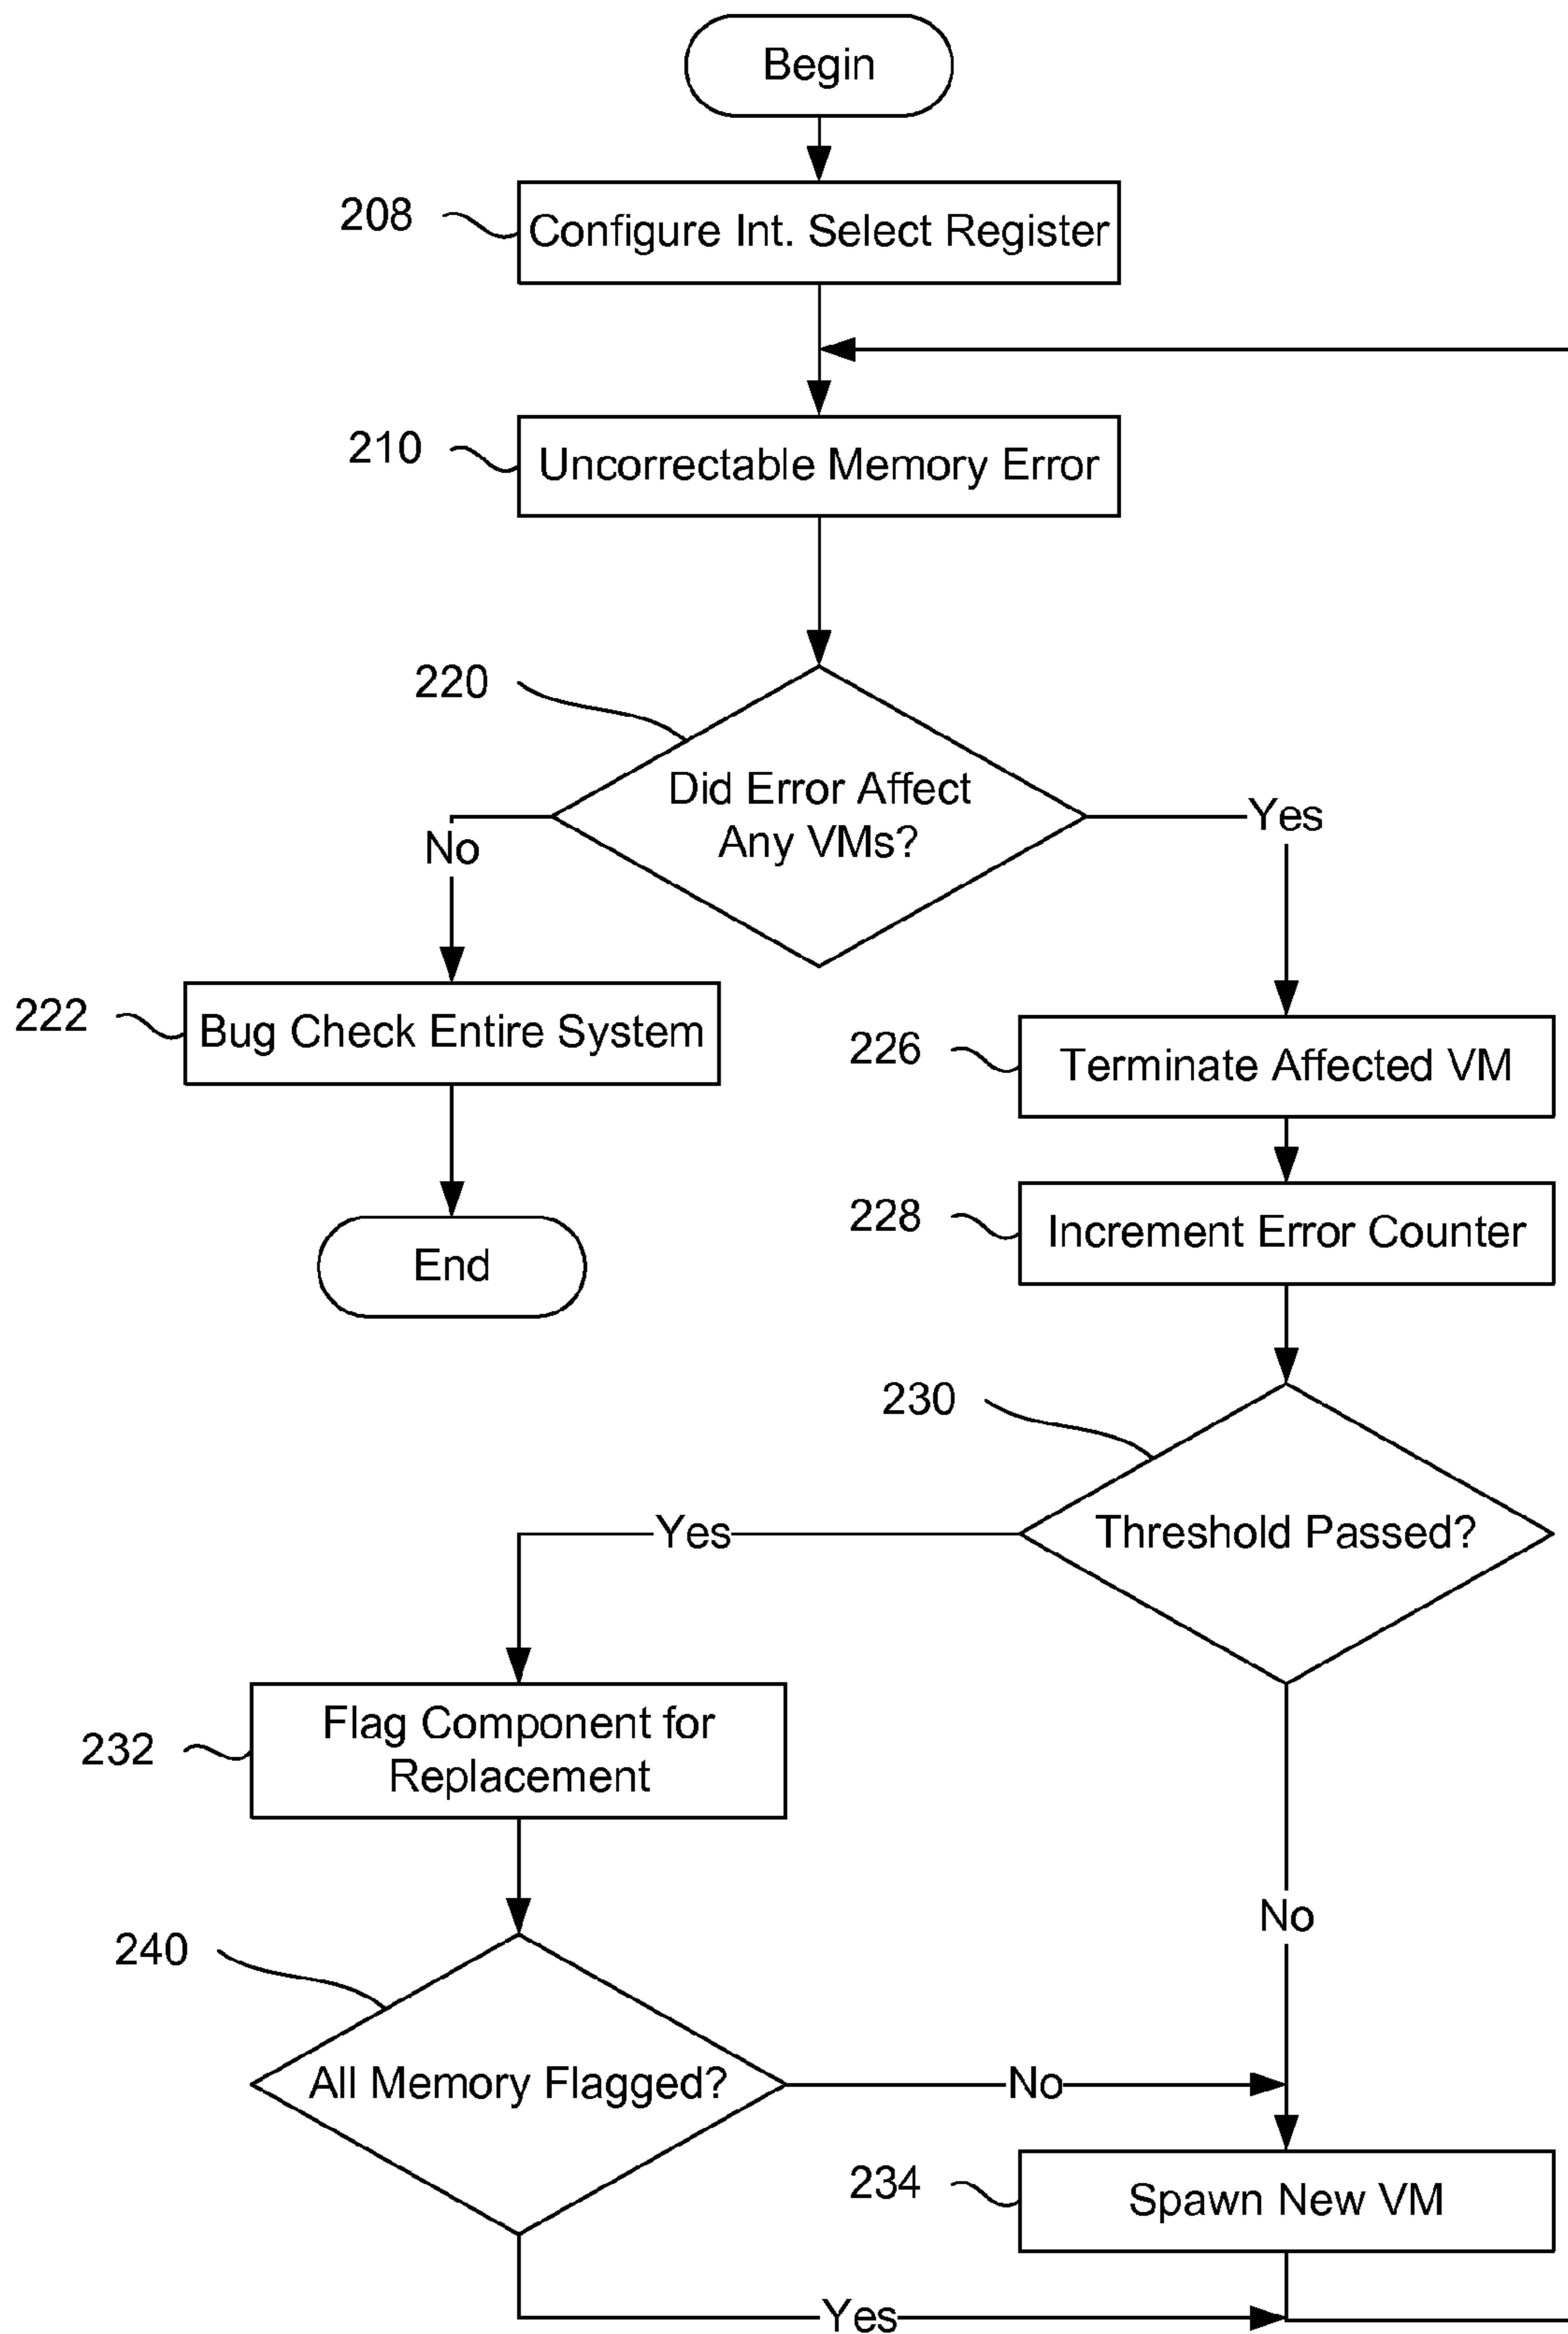 Begin
208
Configure Int. Select Register
210
Uncorrectable Memory Error
220
Did Error Affect
Any VMs?
No
Yes
222
Bug Check Entire System
226
Terminate Affected VM
228
Increment Error Counter
End
230
Threshold Passed?
Yes
232
Flag Component for
Replacement
No
240
All Memory Flagged?
No
234
Spawn New VM
Yes